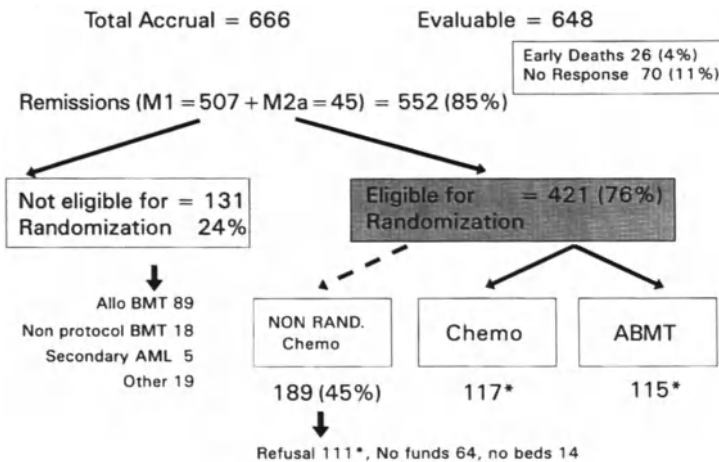 Total Accrual = 666
Evaluable = 648
Early Deaths 26 (4%)
No Response 70 (11%)
Remissions (M1 = 507 + M2a = 45) = 552 (85%)
Not eligible for = 131
Randomization 24%
Eligible for = 421 (76%)
Randomization
Allo BMT 89
Non protocol BMT 18
Secondary AML 5
Other 19
NON RAND.
Chemo
Chemo
ABMT
189 (45%)
117*
115*
Refusal 111*, No funds 64, no beds 14